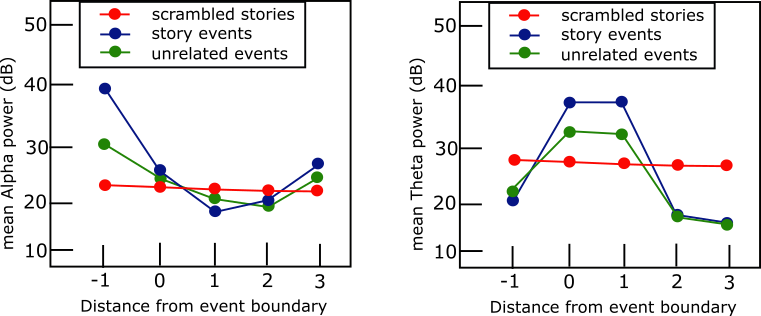 50
40
30
20
10
mean Alpha power (dB)
scrambled stories
story events
unrelated events
-1 0 1 2 3
Distance from event boundary
50
40
30
20
10
mean Theta power (dB)
scrambled stories
story events
unrelated events
-1 0 1 2 3
Distance from event boundary